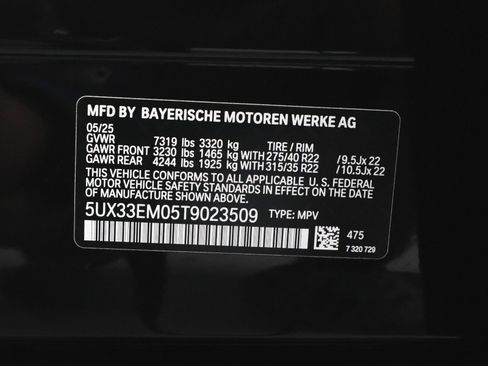 MFD BY BAYERISCHE MOTOREN WERKE AG
05/25
GVWR 7319 lbs 3320 kg TIRE / RIM
GAWR FRONT 3230 lbs 1465 kg WITH 275/40 R22 / 9.5Jx 22
GAWR REAR 4244 lbs 1925 kg WITH 315/35 R22 / 10.5Jx 22
THIS VEHICLE CONFORMS TO ALL APPLICABLE U.S. FEDERAL
MOTOR VEHICLE SAFETY STANDARDS IN EFFECT ON THE DATE
OF MANUFACTURE SHOWN ABOVE.
5UX33EM05T9023509 TYPE: MPV
475
7 320 729